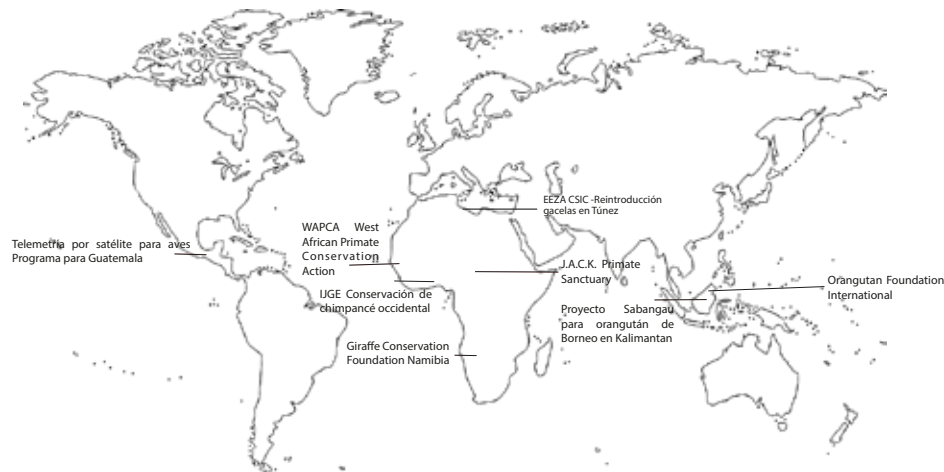 Telemetría por satélite para aves
Programa para Guatemala
WAPCA West
African Primate
Conservation
Action
IJGE Conservación de
chimpancé occidental
Giraffe Conservation
Foundation Namibia
EEZA CSIC -Reintroducción
gacelas en Túnez
J.A.C.K. Primate
Sanctuary
Proyecto Sabangau
para orangután de
Borneo en Kalimantan
Orangutan Foundation
International